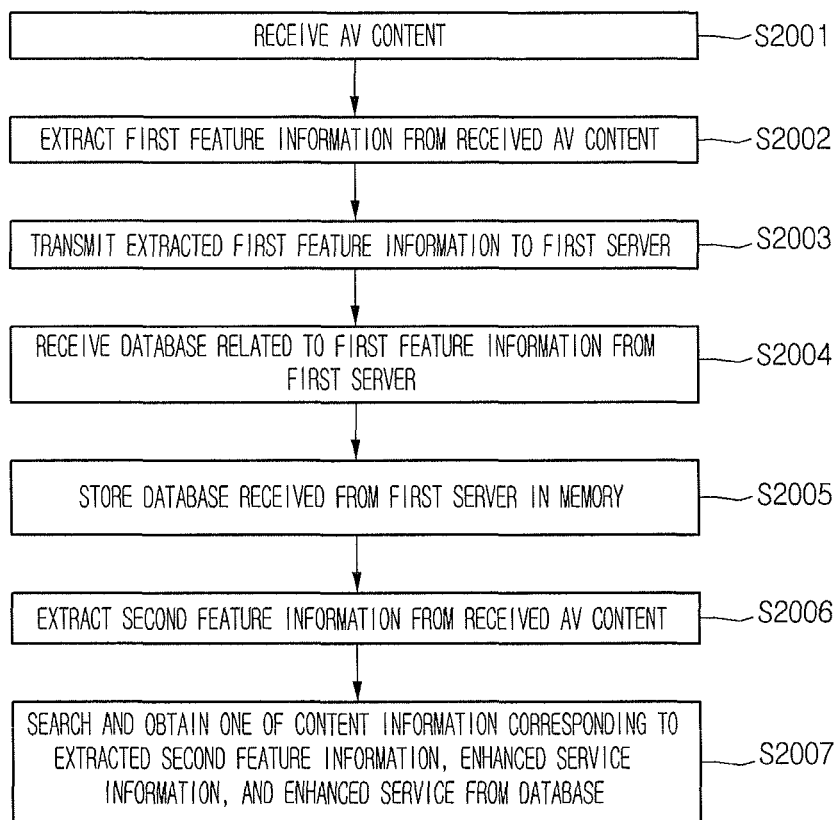 RECEIVE AV CONTENT
S2001
EXTRACT FIRST FEATURE INFORMATION FROM RECEIVED AV CONTENT
S2002
TRANSMIT EXTRACTED FIRST FEATURE INFORMATION TO FIRST SERVER
S2003
RECEIVE DATABASE RELATED TO FIRST FEATURE INFORMATION FROM
FIRST SERVER
S2004
STORE DATABASE RECEIVED FROM FIRST SERVER IN MEMORY
S2005
EXTRACT SECOND FEATURE INFORMATION FROM RECEIVED AV CONTENT
S2006
SEARCH AND OBTAIN ONE OF CONTENT INFORMATION CORRESPONDING TO
EXTRACTED SECOND FEATURE INFORMATION, ENHANCED SERVICE
INFORMATION, AND ENHANCED SERVICE FROM DATABASE
S2007